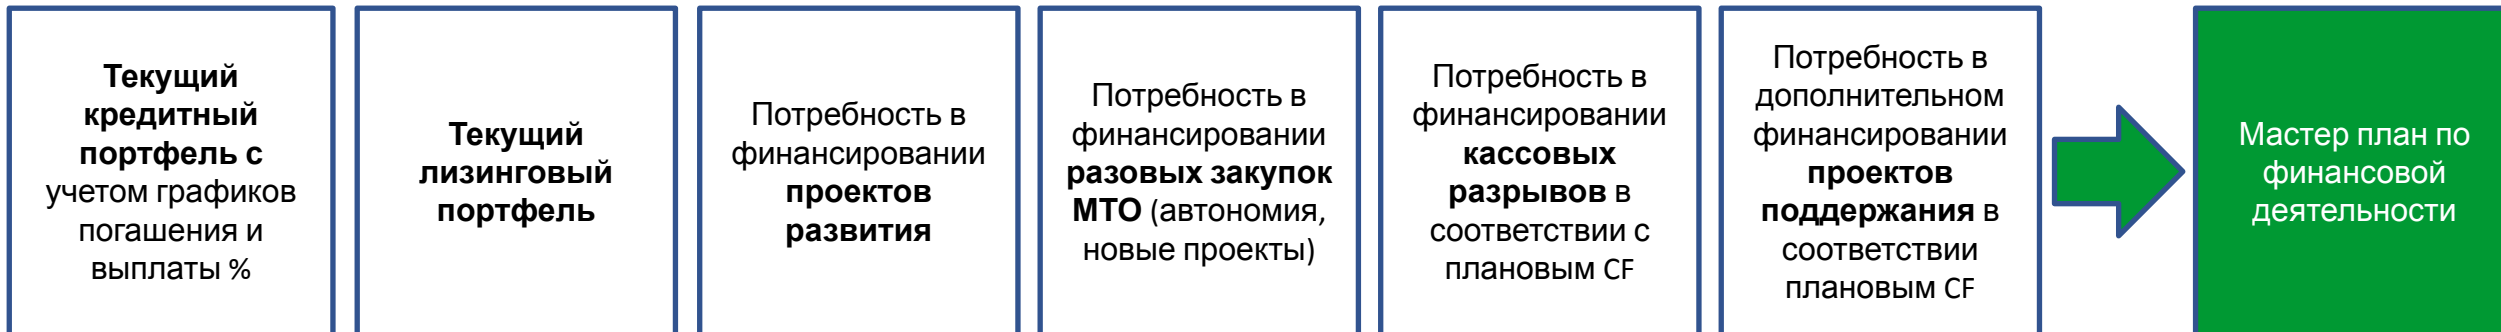 Текущий
кредитный
портфель с
учетом графиков
погашения и
выплаты %
Текущий
лизинговый
портфель
Потребность в
финансировании
проектов
развития
Потребность в
финансировании
разовых закупок
МТО (автономия,
новые проекты)
Потребность в
финансировании
кассовых
разрывов в
соответствии с
плановым CF
Потребность в
дополнительном
финансировании
проектов
поддержания в
соответствии
плановым CF
Мастер план по
финансовой
деятельности